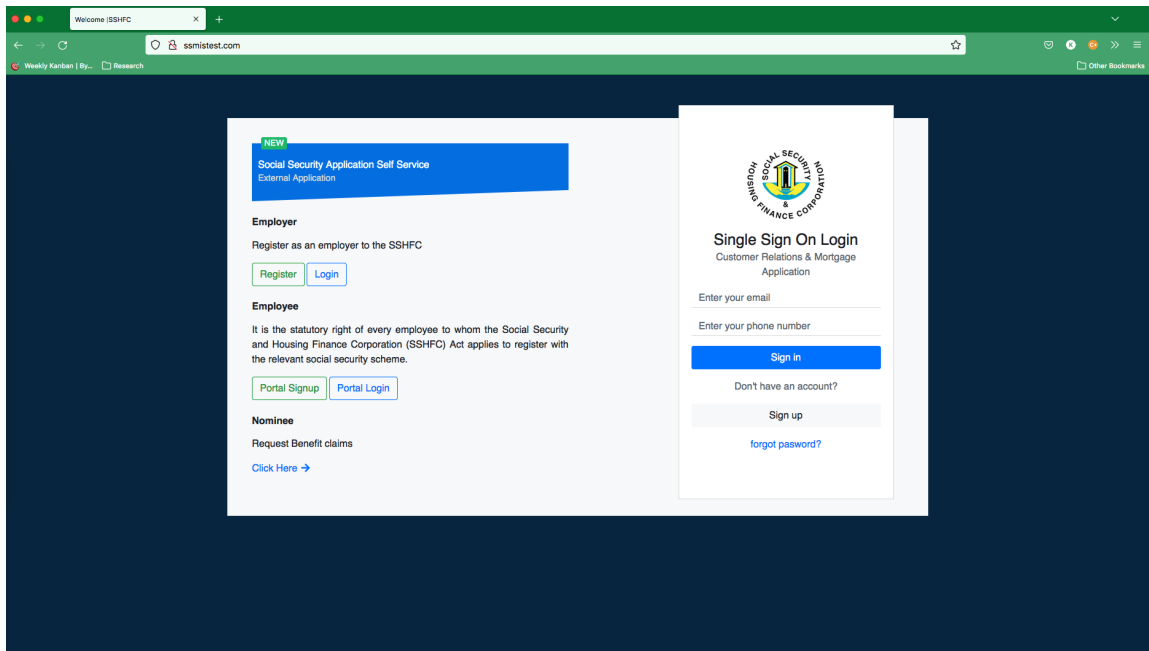 Welcome |SSHFC
ssmistest.com
K
C+
Weekly Kanban | By...
Research
Other Bookmarks
NEW
Social Security Application Self Service
External Application
Employer
Register as an employer to the SSHFC
Register
Login
Employee
It is the statutory right of every employee to whom the Social Security
and Housing Finance Corporation (SSHFC) Act applies to register with
the relevant social security scheme.
Portal Signup
Portal Login
Nominee
Request Benefit claims
Click Here →
SOCIAL SECURITY
&
HOUSING FINANCE CORPORATION
Single Sign On Login
Customer Relations & Mortgage
Application
Enter your email
Enter your phone number
Sign in
Don't have an account?
Sign up
forgot pasword?